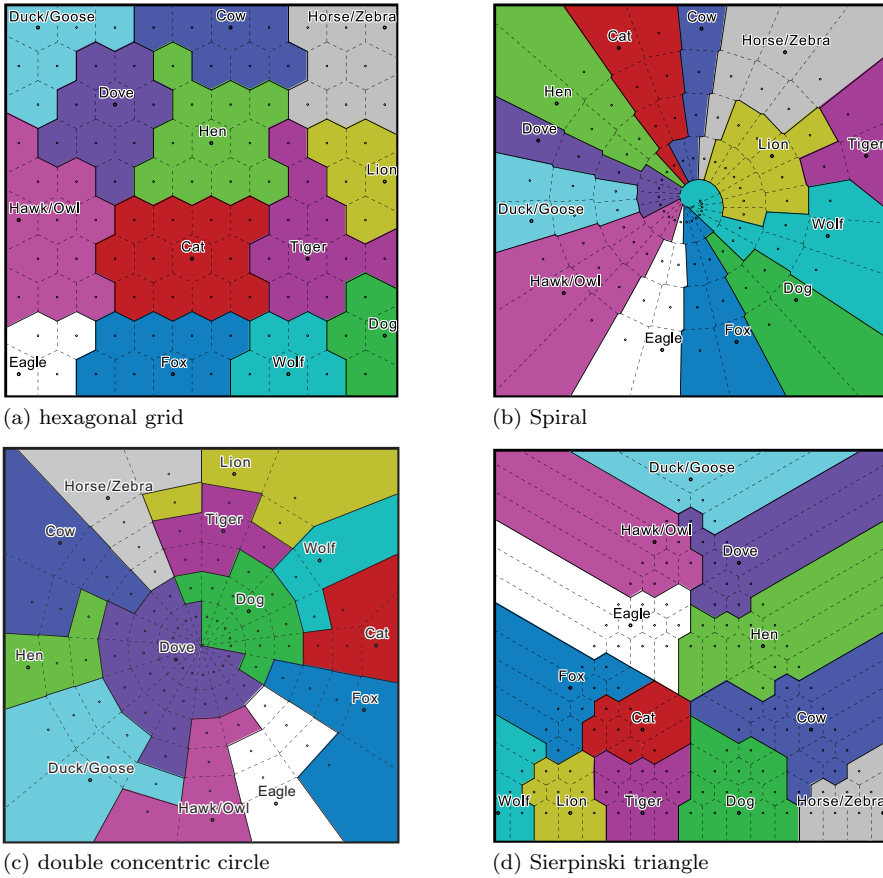 Duck/Goose
Cow
Horse/Zebra
Dove
Hen
Lion
Hawk/Owl
Cat
Tiger
Dog
Eagle
Fox
Wolf
(a) hexagonal grid
Cow
Cat
Horse/Zebra
Hen
Dove
Lion
Tiger
Duck/Goose
Wolf
Hawk/Owl
Dog
Eagle
Fox
(b) Spiral
Lion
Horse/Zebra
Tiger
Cow
Wolf
Dog
Cat
Dove
Hen
Fox
Duck/Goose
Eagle
Hawk/Owl
(c) double concentric circle
Duck/Goose
Hawk/Owl
Dove
Eagle
Hen
Fox
Cat
Cow
Wolf
Lion
Tiger
Dog
Horse/Zebra
(d) Sierpinski triangle